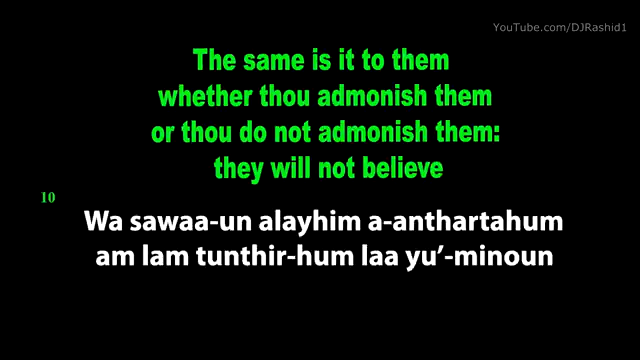 YouTube.com/DJRashid1
The same is it to them
whether thou admonish them
or thou do not admonish them:
they will not believe
10
Wa sawaa-un alayhim a-anthartahum
am lam tunthir-hum laa yu’-minoun